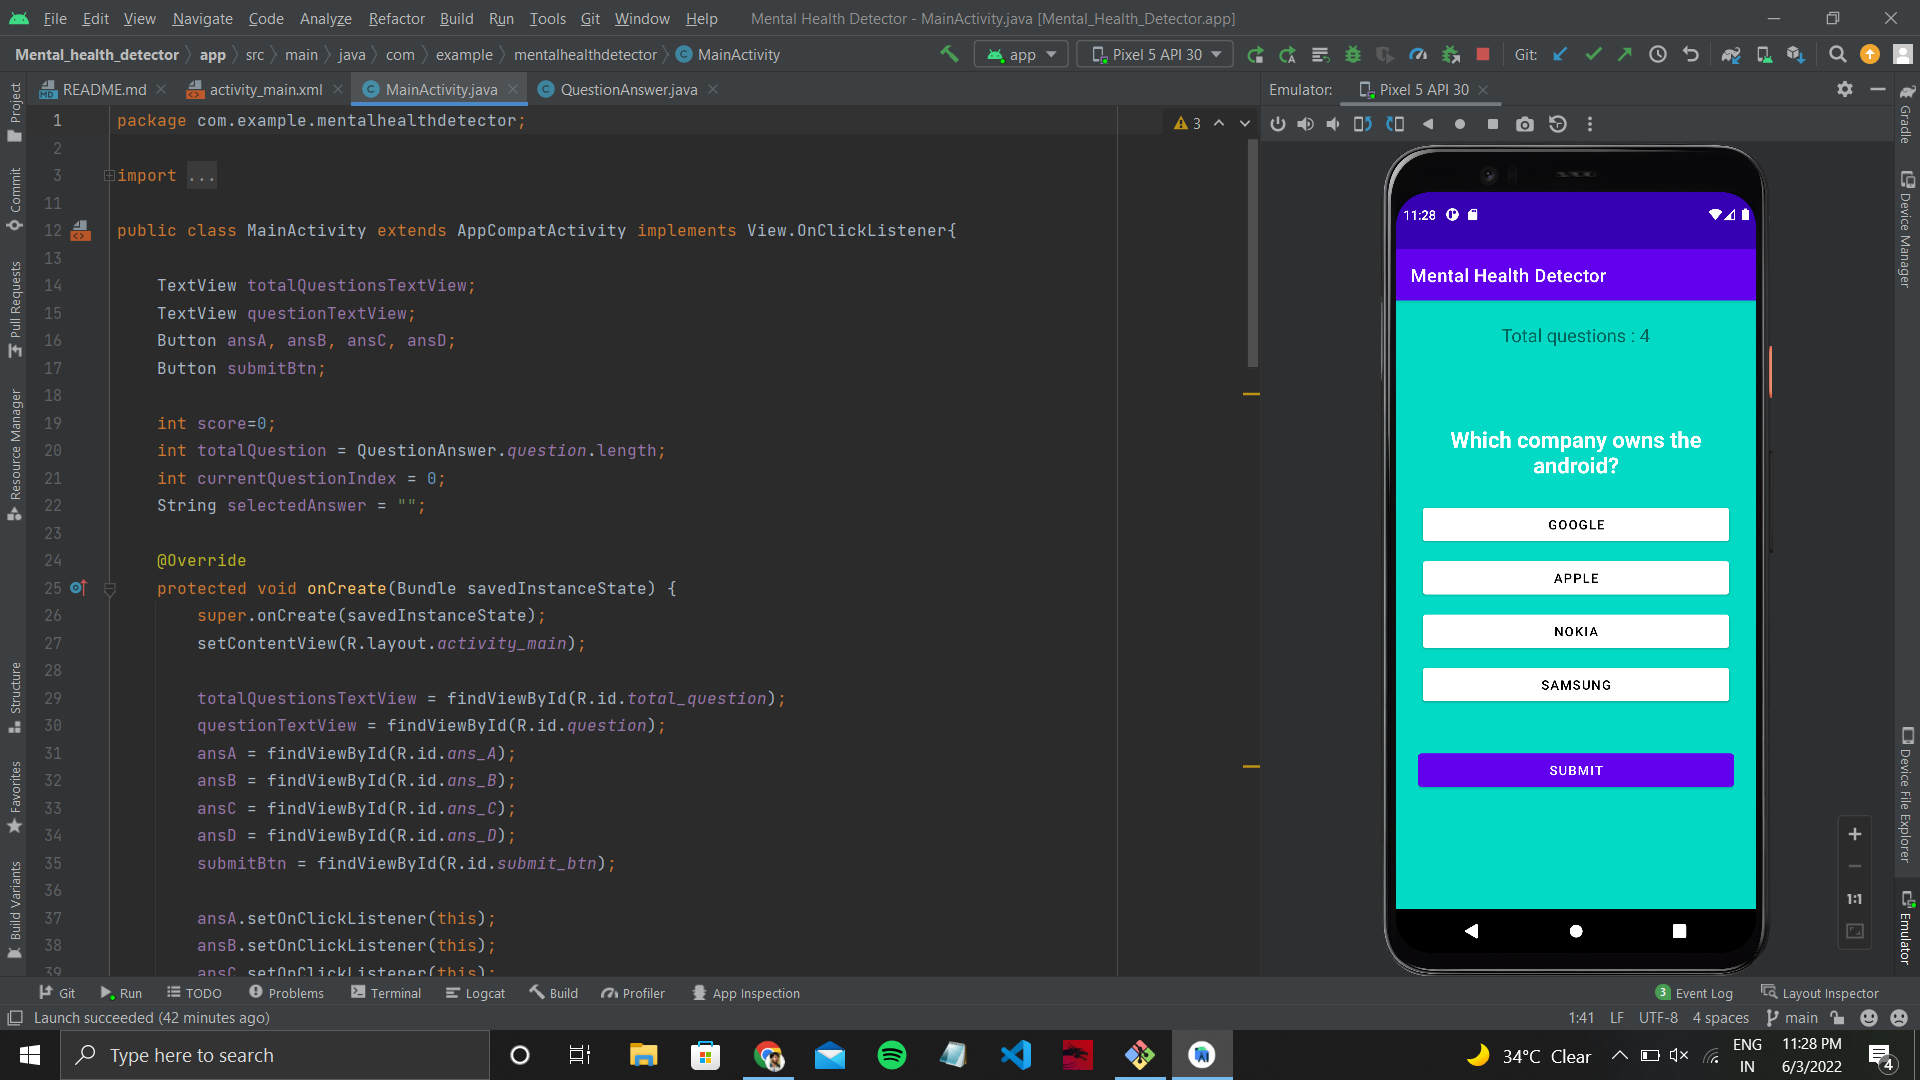 File Edit View Navigate Code Analyze Refactor Build Run Tools Git Window Help Mental Health Detector - MainActivity.java [Mental_Health_Detector.app]
Mental_health_detector app src main java com example mentalhealthdetector MainActivity app Pixel 5 API 30 Git:
README.md activity_main.xml MainActivity.java QuestionAnswer.java
Project
Commit
Pull Requests
Resource Manager
Structure
Favorites
Build Variants
3
1 package com.example.mentalhealthdetector;
2
3 import ...
11
12 public class MainActivity extends AppCompatActivity implements View.OnClickListener{
13
14 TextView totalQuestionsTextView;
15 TextView questionTextView;
16 Button ansA, ansB, ansC, ansD;
17 Button submitBtn;
18
19 int score=0;
20 int totalQuestion = QuestionAnswer.question.length;
21 int currentQuestionIndex = 0;
22 String selectedAnswer = "";
23
24 @Override
25 protected void onCreate(Bundle savedInstanceState) {
26 super.onCreate(savedInstanceState);
27 setContentView(R.layout.activity_main);
28
29 totalQuestionsTextView = findViewById(R.id.total_question);
30 questionTextView = findViewById(R.id.question);
31 ansA = findViewById(R.id.ans_A);
32 ansB = findViewById(R.id.ans_B);
33 ansC = findViewById(R.id.ans_C);
34 ansD = findViewById(R.id.ans_D);
35 submitBtn = findViewById(R.id.submit_btn);
36
37 ansA.setOnClickListener(this);
38 ansB.setOnClickListener(this);
39 ansC.setOnClickListener(this);
Emulator: Pixel 5 API 30
11:28
Mental Health Detector
Total questions : 4
Which company owns the
android?
GOOGLE
APPLE
NOKIA
SAMSUNG
SUBMIT
1:1
Gradle
Device Manager
Device File Explorer
Emulator
Git Run TODO Problems Terminal Logcat Build Profiler App Inspection 3 Event Log Layout Inspector
Launch succeeded (42 minutes ago) 1:41 LF UTF-8 4 spaces main
Type here to search 34°C Clear ENG 11:28 PM
IN 6/3/2022 4